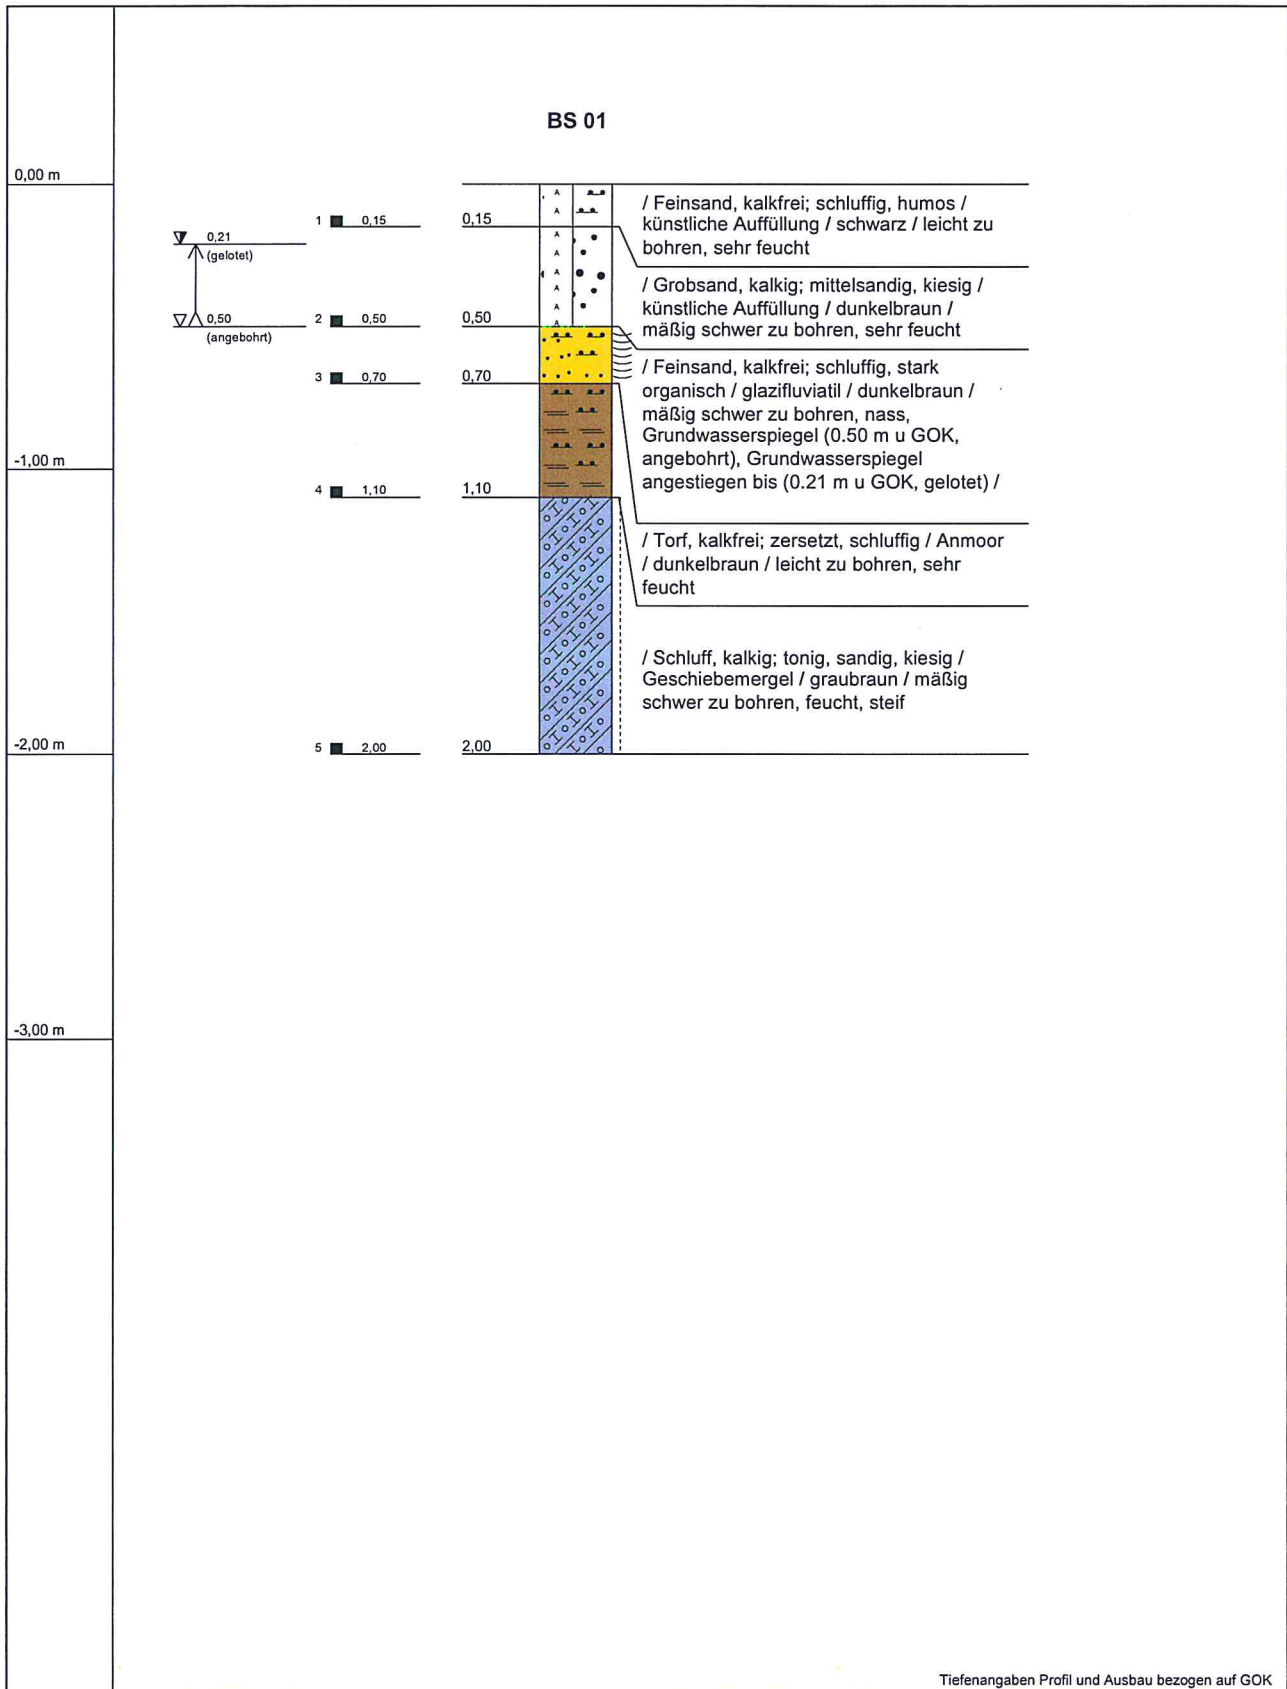 BS 01
0,00 m
/ Feinsand, kalkfrei; schluffig, humos /
künstliche Auffüllung / schwarz / leicht zu
bohren, sehr feucht
1 0,15 0,15
0,21
(gelotet)
/ Grobsand, kalkig; mittelsandig, kiesig /
künstliche Auffüllung / dunkelbraun /
mäßig schwer zu bohren, sehr feucht
0,50
(angebohrt)
2 0,50 0,50
/ Feinsand, kalkfrei; schluffig, stark
organisch / glazifluviatil / dunkelbraun /
mäßig schwer zu bohren, nass,
Grundwasserspiegel (0.50 m u GOK,
angebohrt), Grundwasserspiegel
angestiegen bis (0.21 m u GOK, gelotet) /
3 0,70 0,70
-1,00 m
4 1,10 1,10
/ Torf, kalkfrei; zersetzt, schluffig / Anmoor
/ dunkelbraun / leicht zu bohren, sehr
feucht
/ Schluff, kalkig; tonig, sandig, kiesig /
Geschiebemergel / graubraun / mäßig
schwer zu bohren, feucht, steif
-2,00 m
5 2,00 2,00
-3,00 m
Tiefenangaben Profil und Ausbau bezogen auf GOK